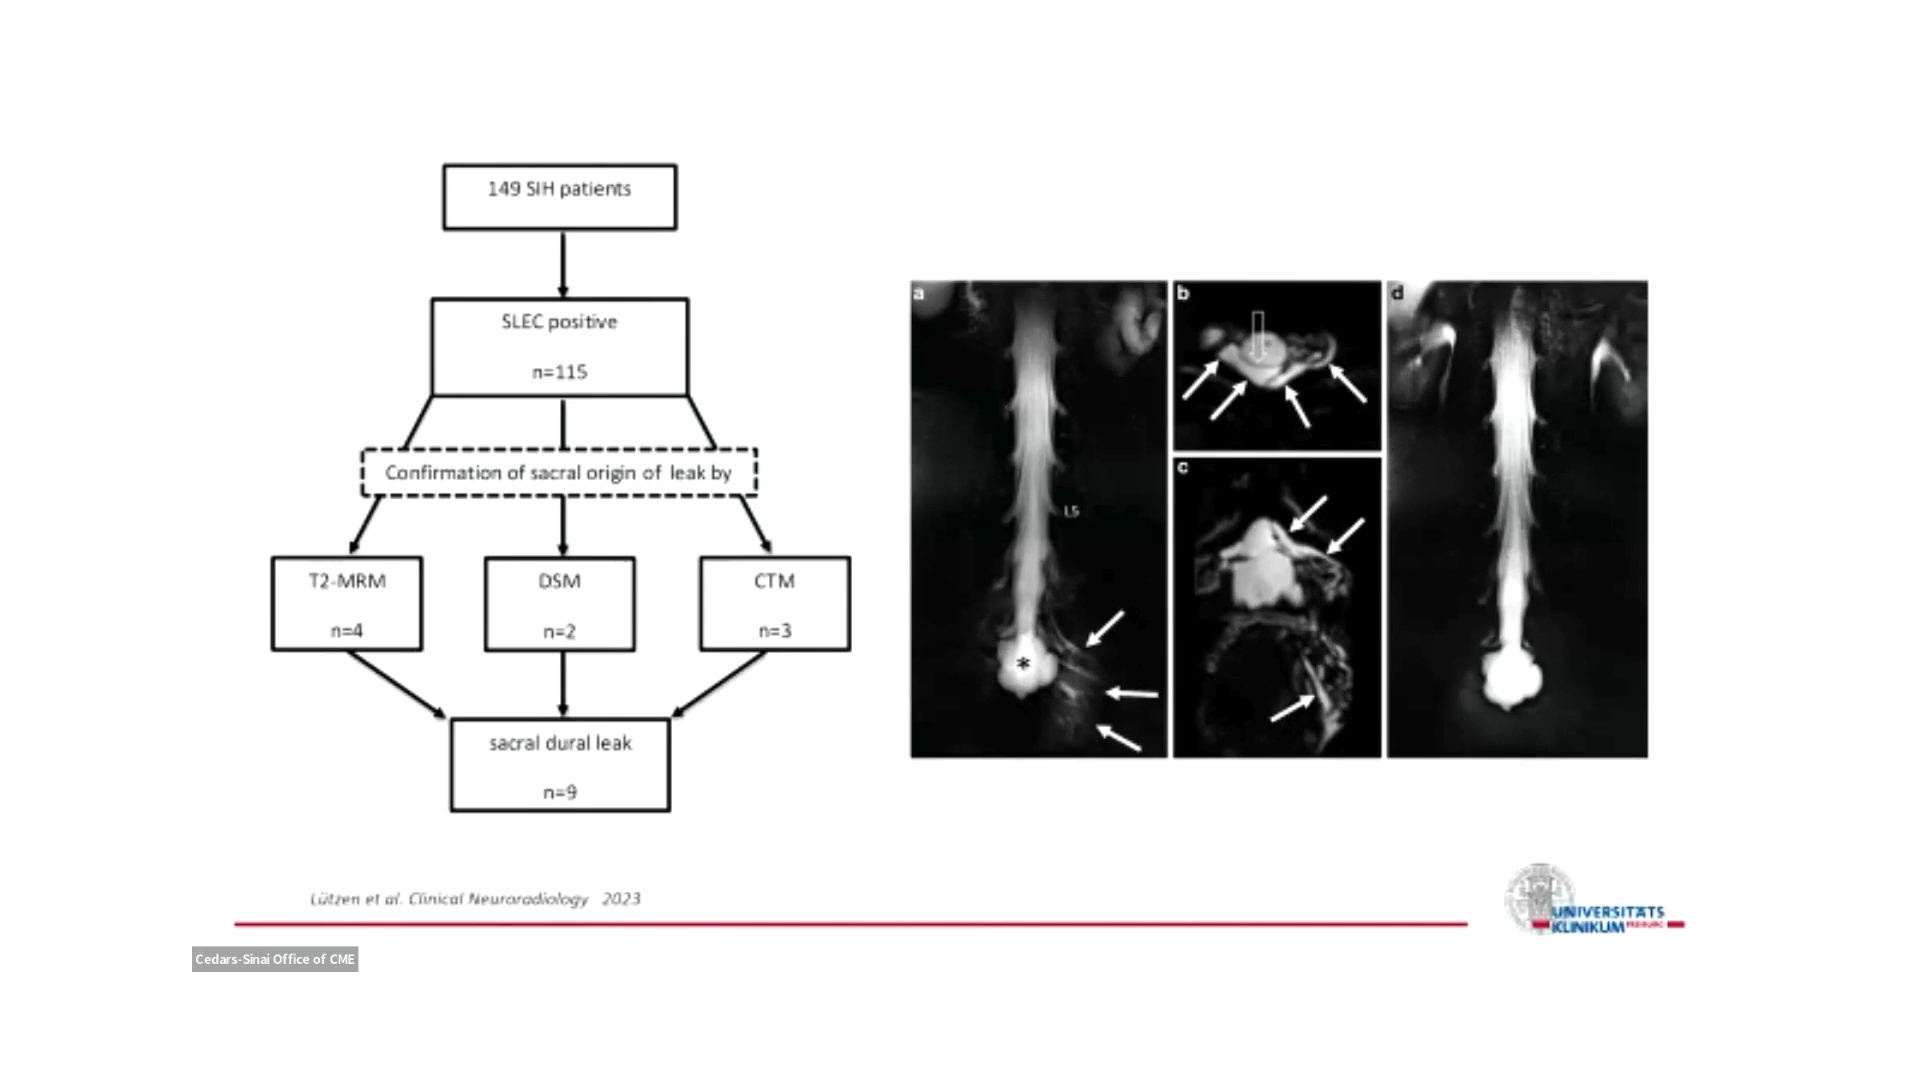 149 SIH patients
SLEC positive
n=115
Confirmation of sacral origin of leak by
T2-MRM
n=4
DSM
n=2
CTM
n=3
sacral dural leak
n=9
a
b
c
d
L5
*
Lützen et al. Clinical Neuroradiology 2023
UNIVERSITÄTS
KLINIKUM FREIBURG
Cedars-Sinai Office of CME